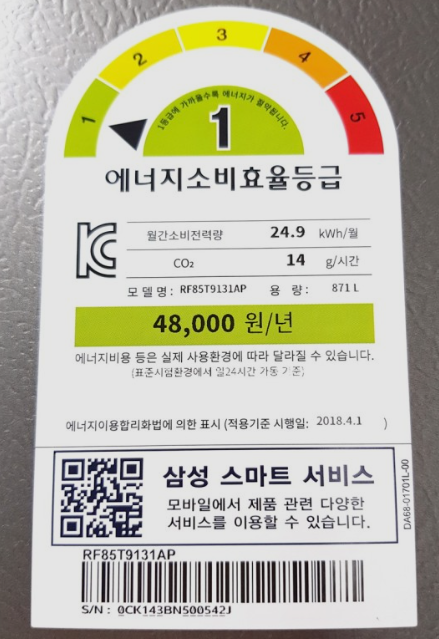 1 2 3 4 5
1등급에 가까울수록 에너지가 절약됩니다.
1
에너지소비효율등급
월간소비전력량 24.9 kWh/월
CO₂ 14 g/시간
모델명: RF85T9131AP 용 량: 871 L
48,000 원/년
에너지비용 등은 실제 사용환경에 따라 달라질 수 있습니다.
(표준시험환경에서 일24시간 가동 기준)
에너지이용합리화법에 의한 표시 (적용기준 시행일: 2018.4.1 )
삼성 스마트 서비스
모바일에서 제품 관련 다양한
서비스를 이용할 수 있습니다.
DA68-01701L-00
RF85T9131AP
S/N : 0CK143BN500542J